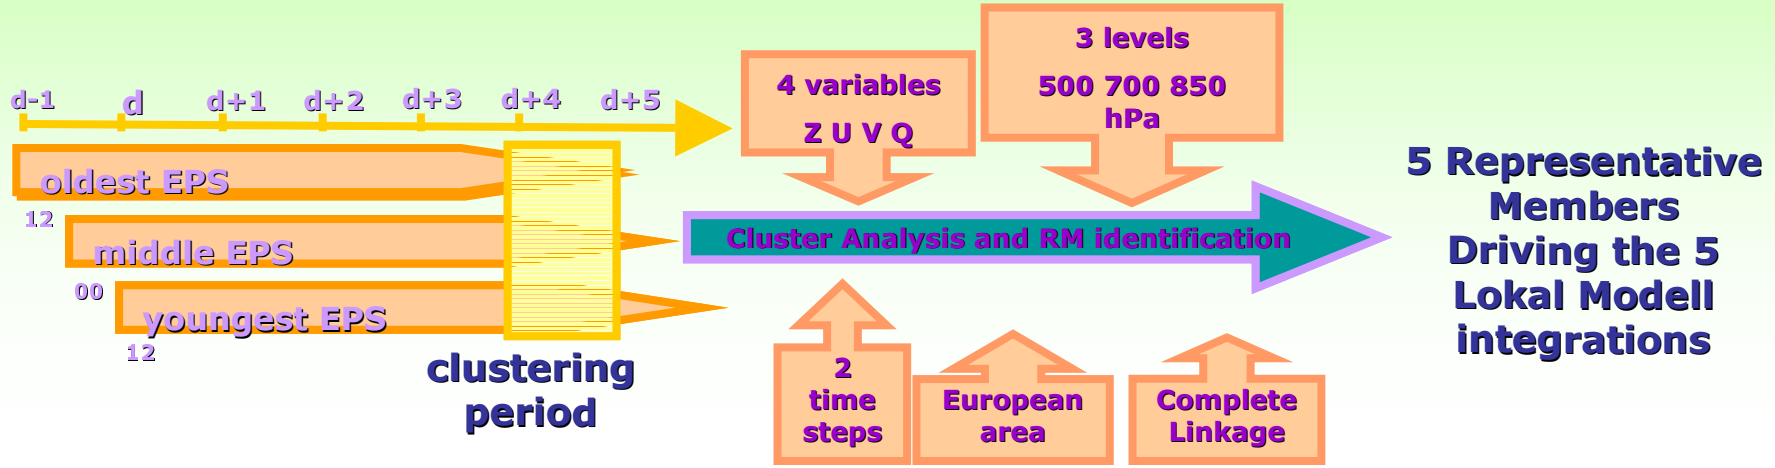 d-1 d d+1 d+2 d+3 d+4 d+5
oldest EPS
12
middle EPS
00
youngest EPS
12
clustering
period
4 variables
Z U V Q
3 levels
500 700 850
hPa
Cluster Analysis and RM identification
2
time
steps
European
area
Complete
Linkage
5 Representative
Members
Driving the 5
Lokal Modell
integrations